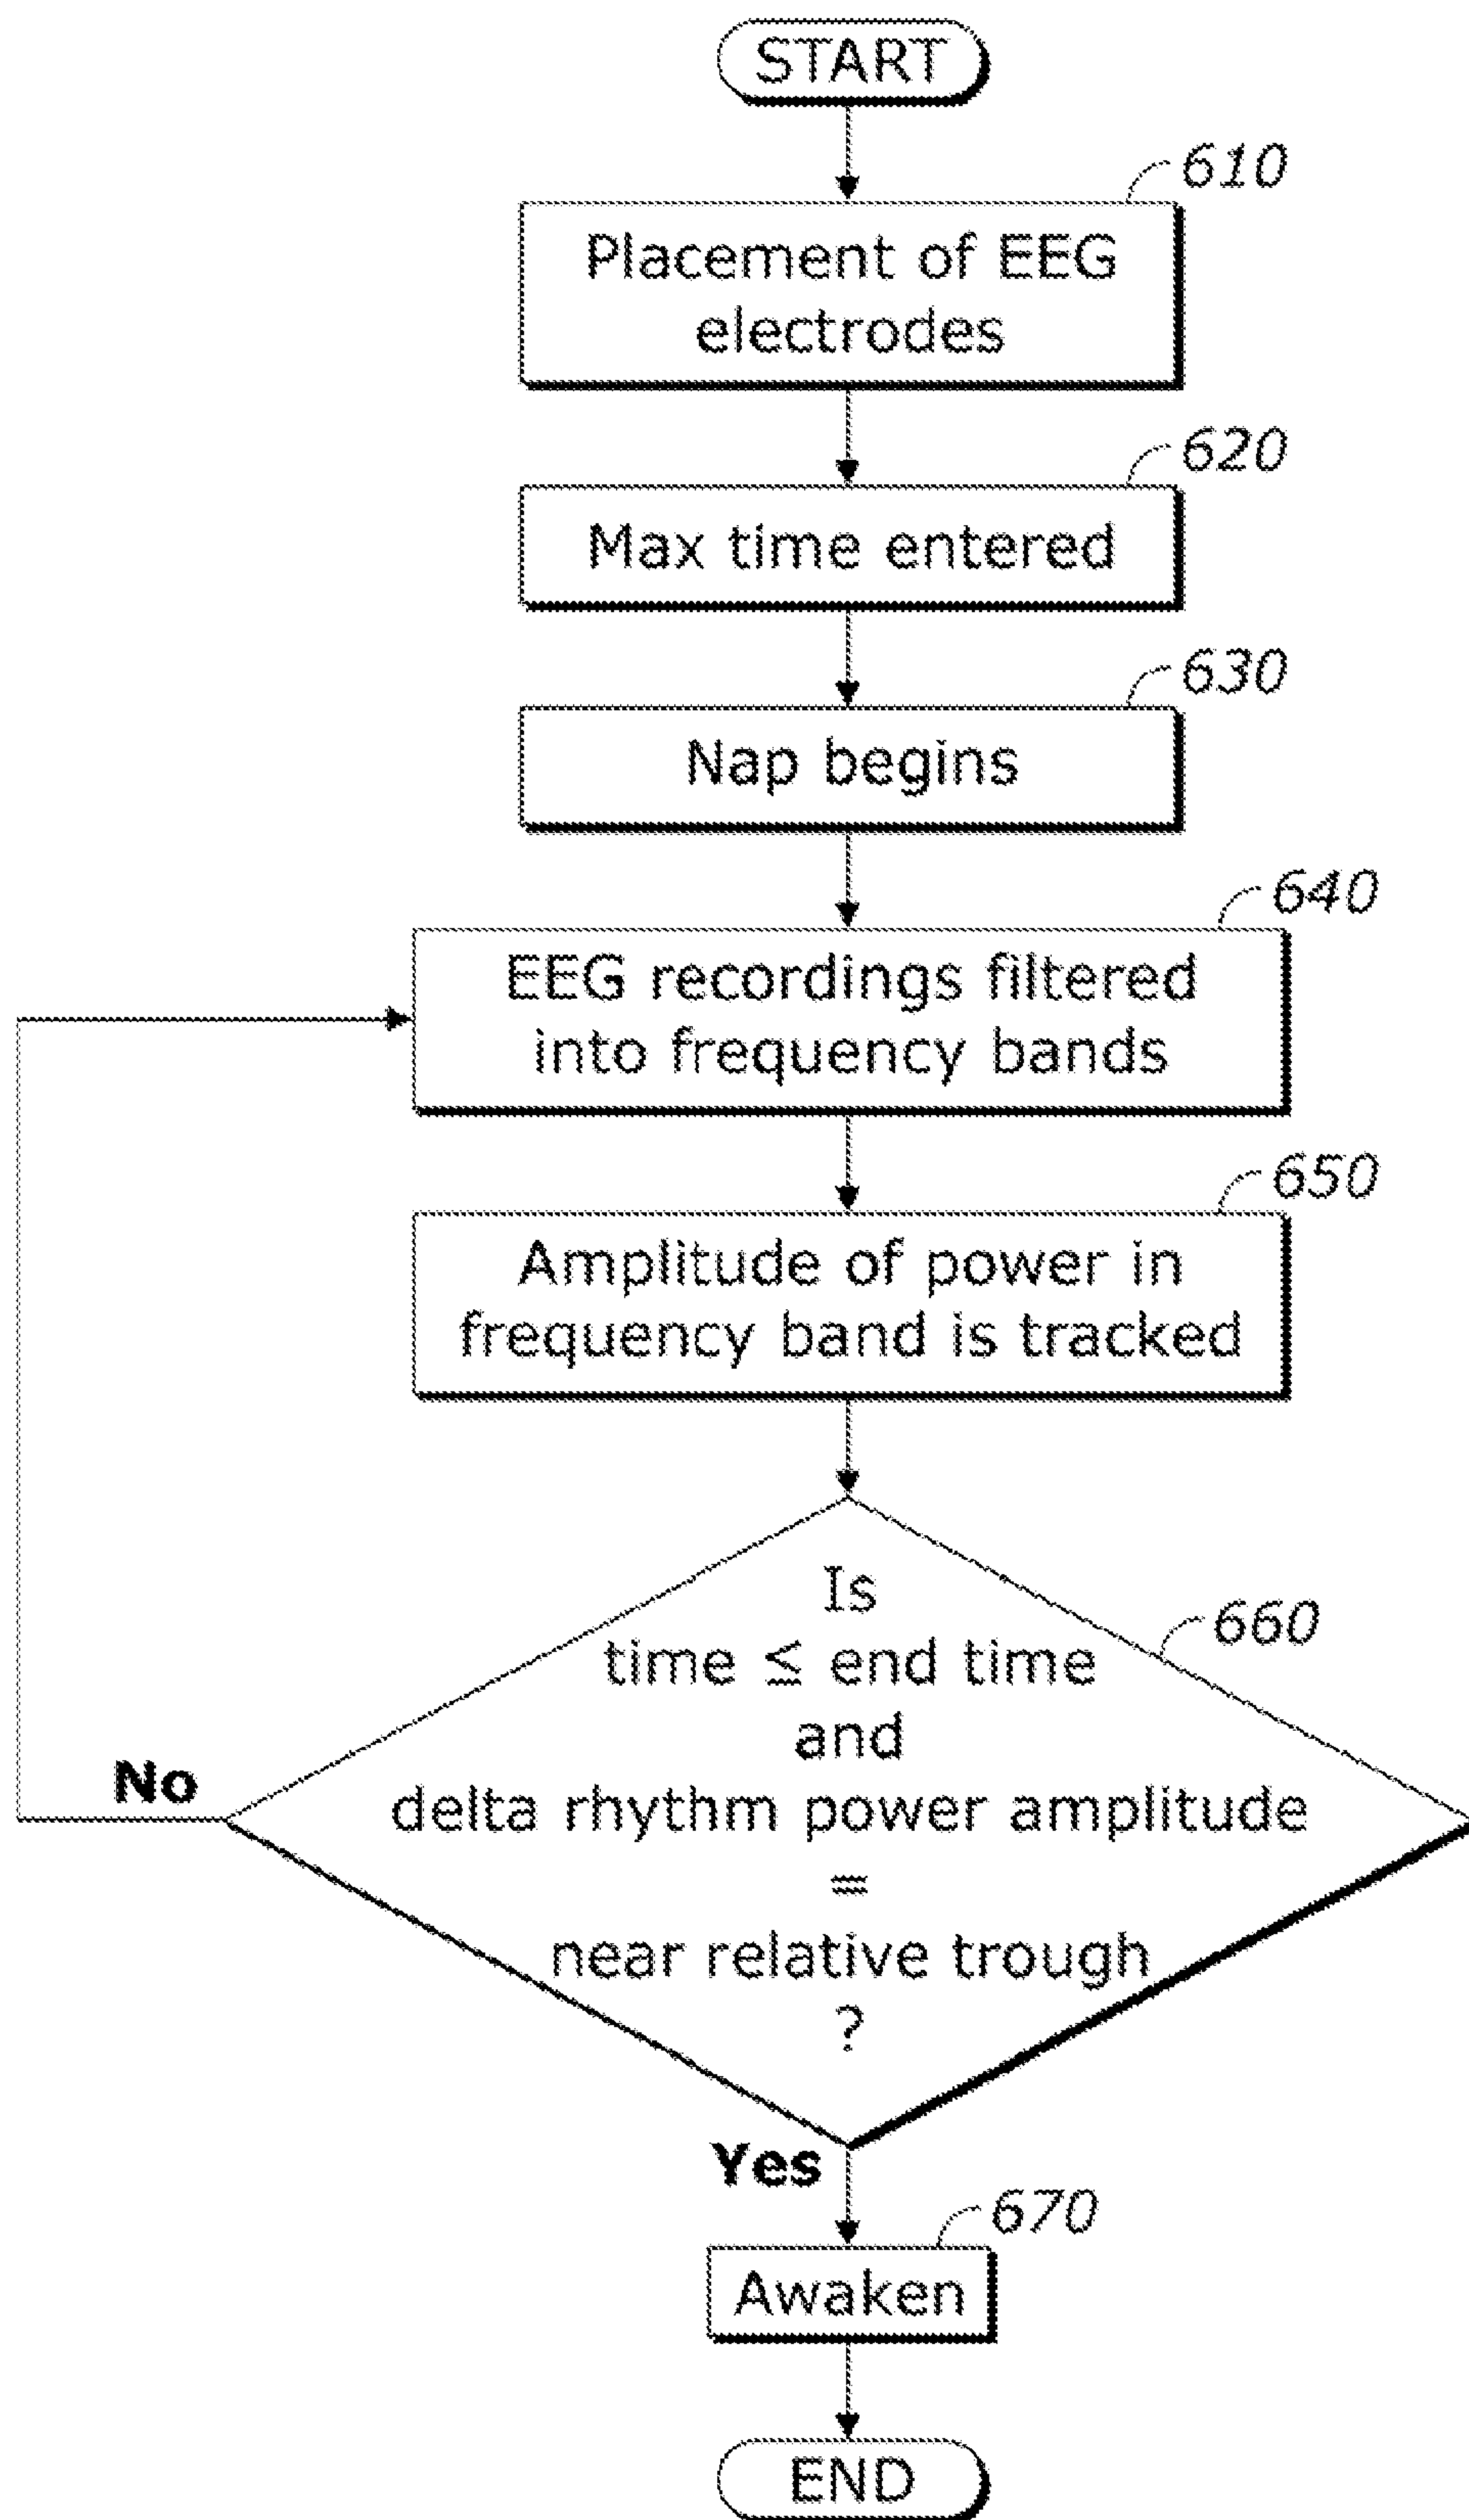 START
610
Placement of EEG
electrodes
620
Max time entered
630
Nap begins
640
EEG recordings filtered
into frequency bands
650
Amplitude of power in
frequency band is tracked
660
Is
time ≤ end time
and
delta rhythm power amplitude
=
near relative trough
?
No
Yes
670
Awaken
END